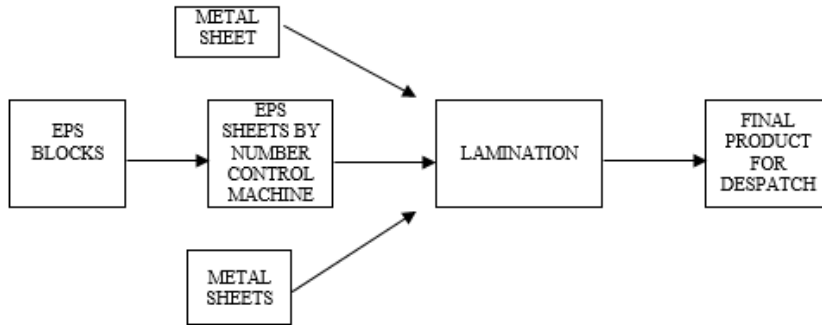 METAL
SHEET
EPS
BLOCKS
EPS
SHEETS BY
NUMBER
CONTROL
MACHINE
LAMINATION
FINAL
PRODUCT
FOR
DESPATCH
METAL
SHEETS